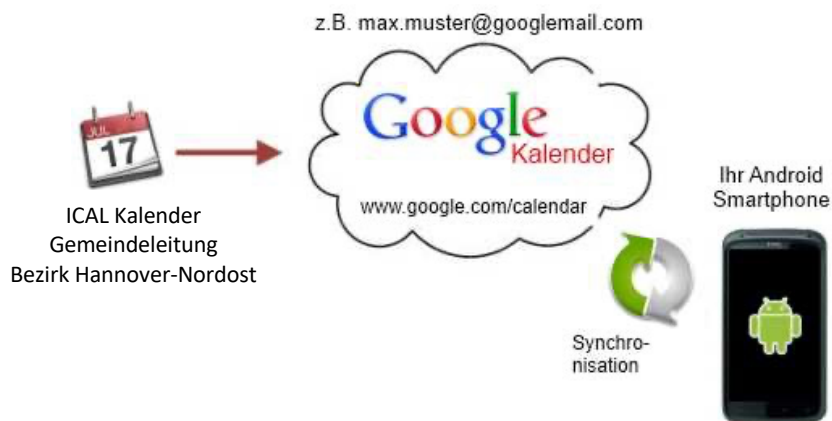 z.B. max.muster@googlemail.com
Google
Kalender
www.google.com/calendar
JUL
17
ICAL Kalender
Gemeindeleitung
Bezirk Hannover-Nordost
Ihr Android
Smartphone
Synchro-
nisation